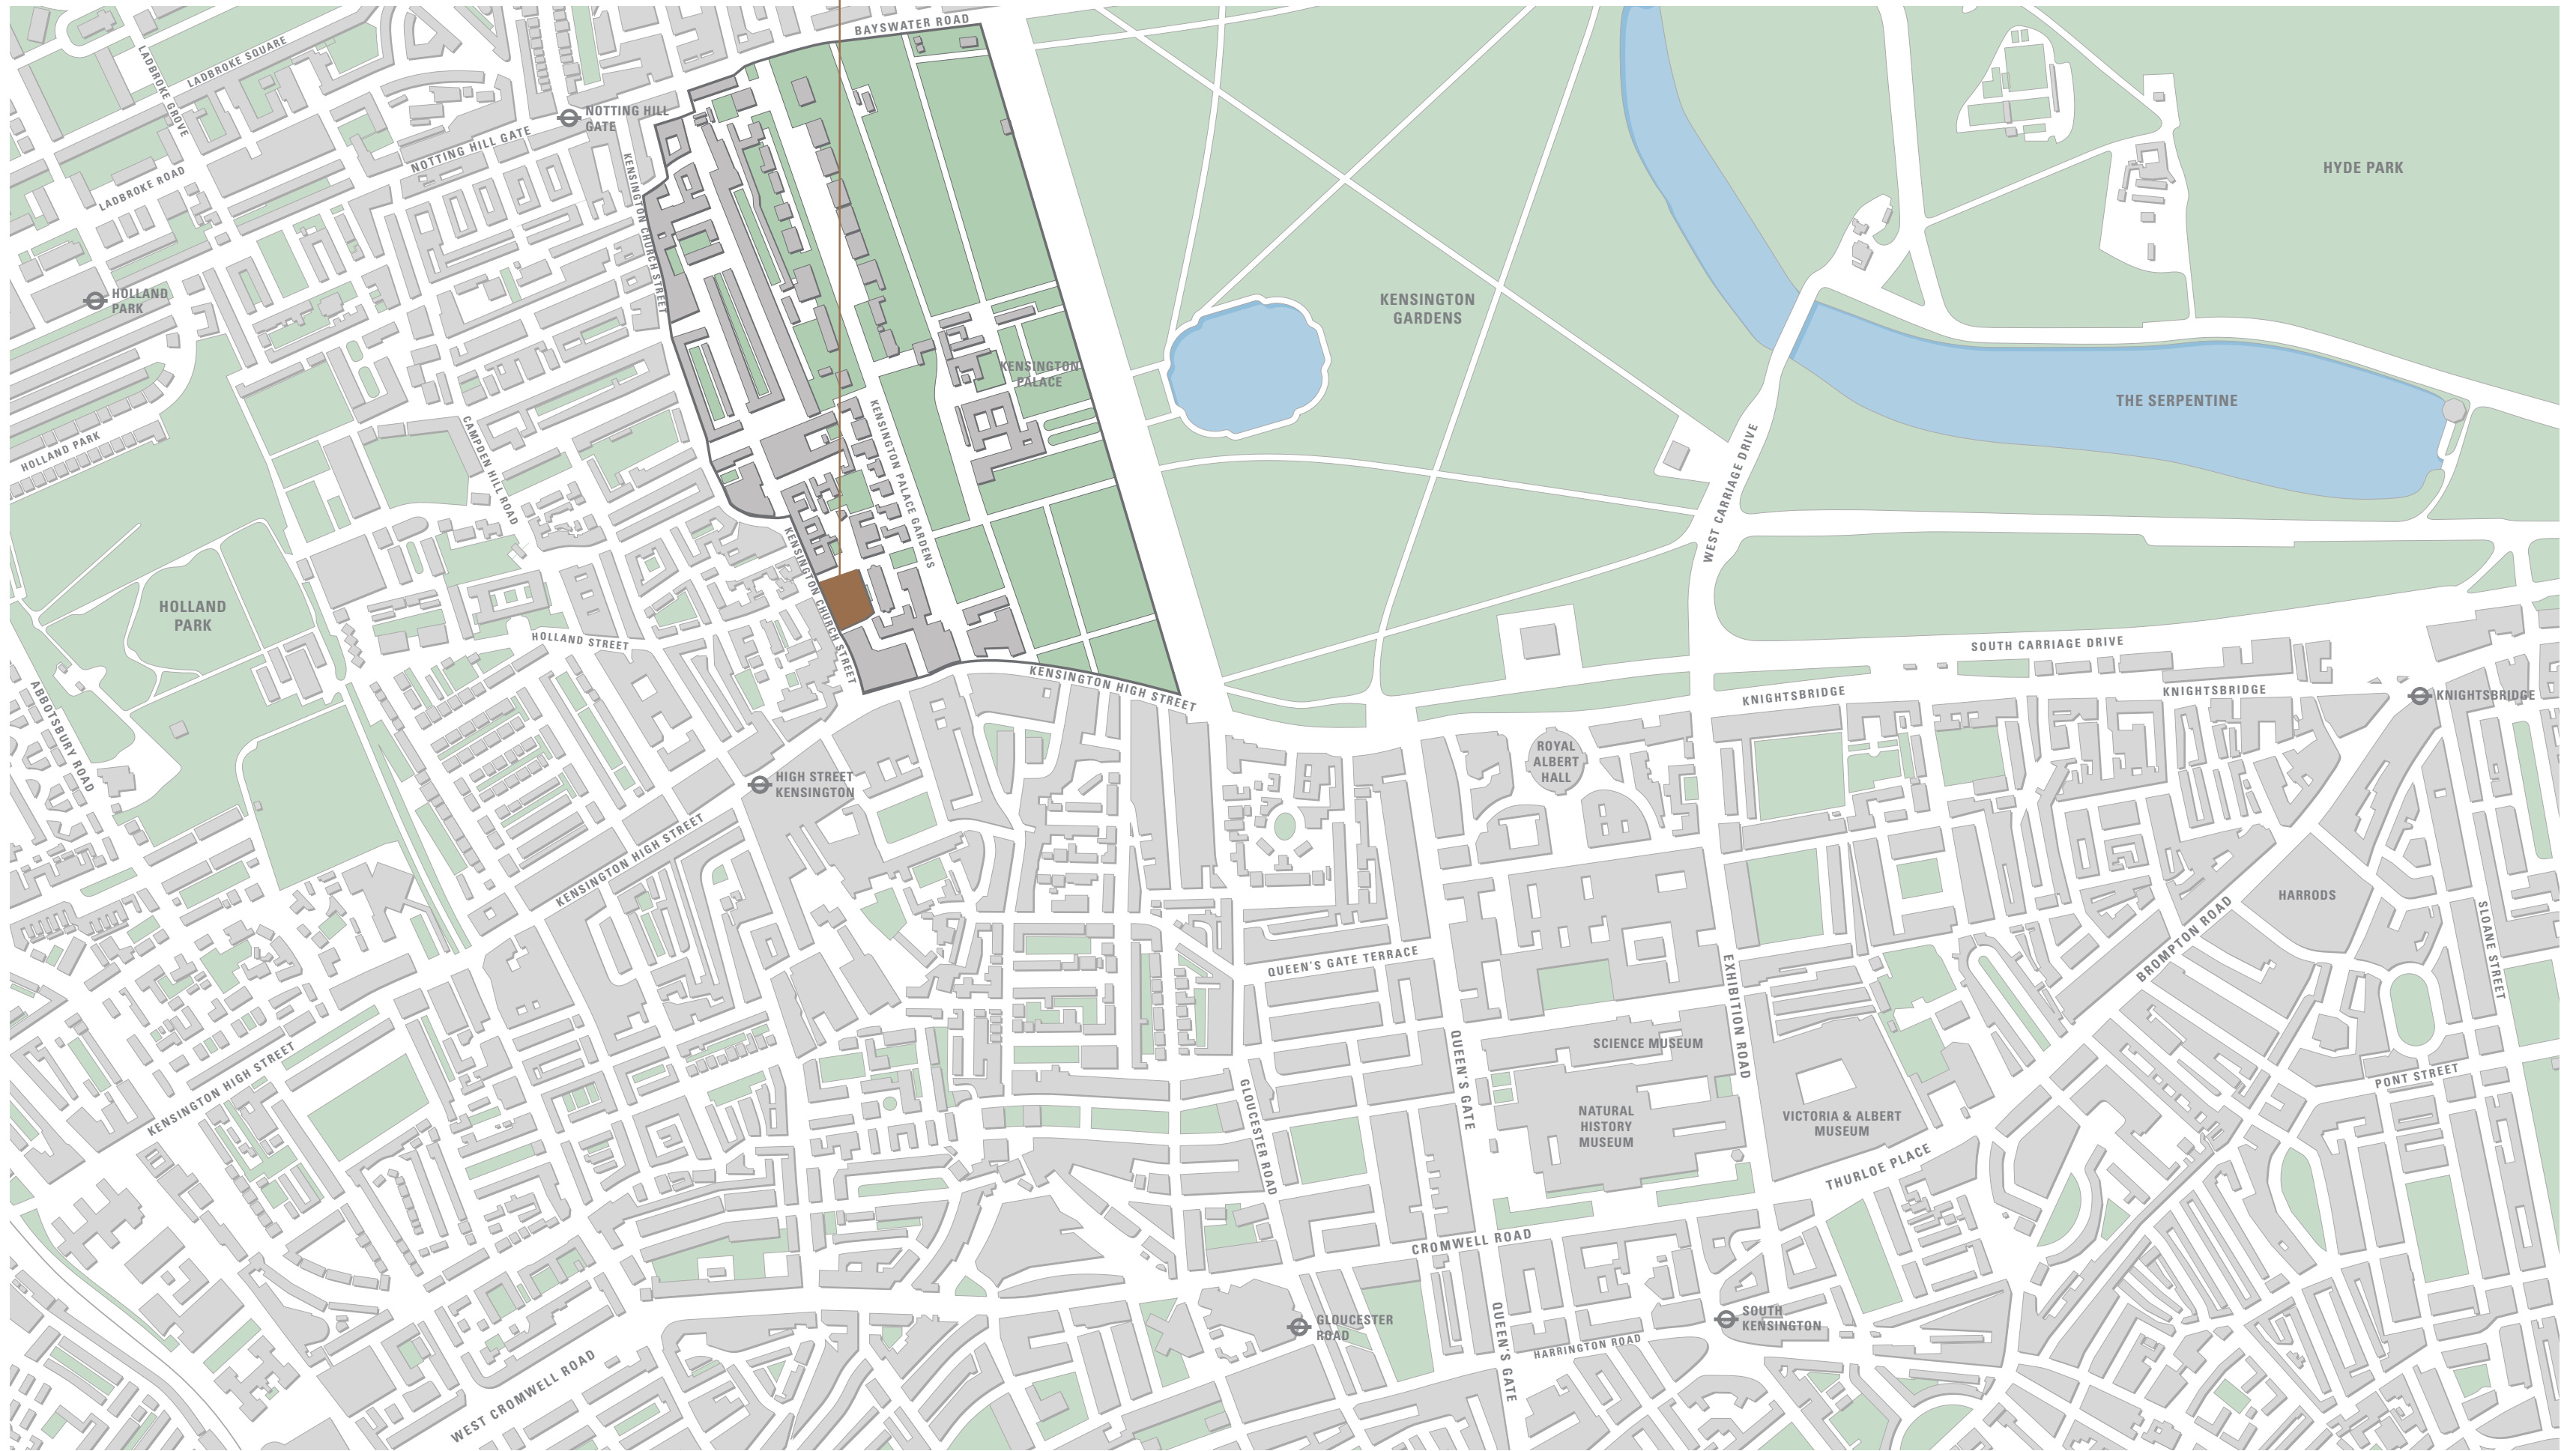 BAYSWATER ROAD
LADBROKE SQUARE
LADBROKE GROVE
NOTTING HILL
GATE
NOTTING HILL GATE
LADBROKE ROAD
KENSINGTON CHURCH STREET
HYDE PARK
HOLLAND
PARK
KENSINGTON
GARDENS
KENSINGTON
PALACE
THE SERPENTINE
HOLLAND PARK
CAMPDEN HILL ROAD
KENSINGTON PALACE GARDENS
WEST CARRIAGE DRIVE
KENSINGTON CHURCH STREET
HOLLAND
PARK
HOLLAND STREET
SOUTH CARRIAGE DRIVE
KENSINGTON HIGH STREET
KNIGHTSBRIDGE
KNIGHTSBRIDGE
KNIGHTSBRIDGE
ABBOTSBURY ROAD
ROYAL
ALBERT
HALL
HIGH STREET
KENSINGTON
KENSINGTON HIGH STREET
HARRODS
BROMPTON ROAD
SLOANE STREET
QUEEN'S GATE TERRACE
EXHIBITION ROAD
KENSINGTON HIGH STREET
SCIENCE MUSEUM
QUEEN'S GATE
PONT STREET
GLOUCESTER ROAD
NATURAL
HISTORY
MUSEUM
VICTORIA & ALBERT
MUSEUM
THURLOE PLACE
CROMWELL ROAD
GLOUCESTER
ROAD
SOUTH
KENSINGTON
QUEEN'S GATE
HARRINGTON ROAD
WEST CROMWELL ROAD